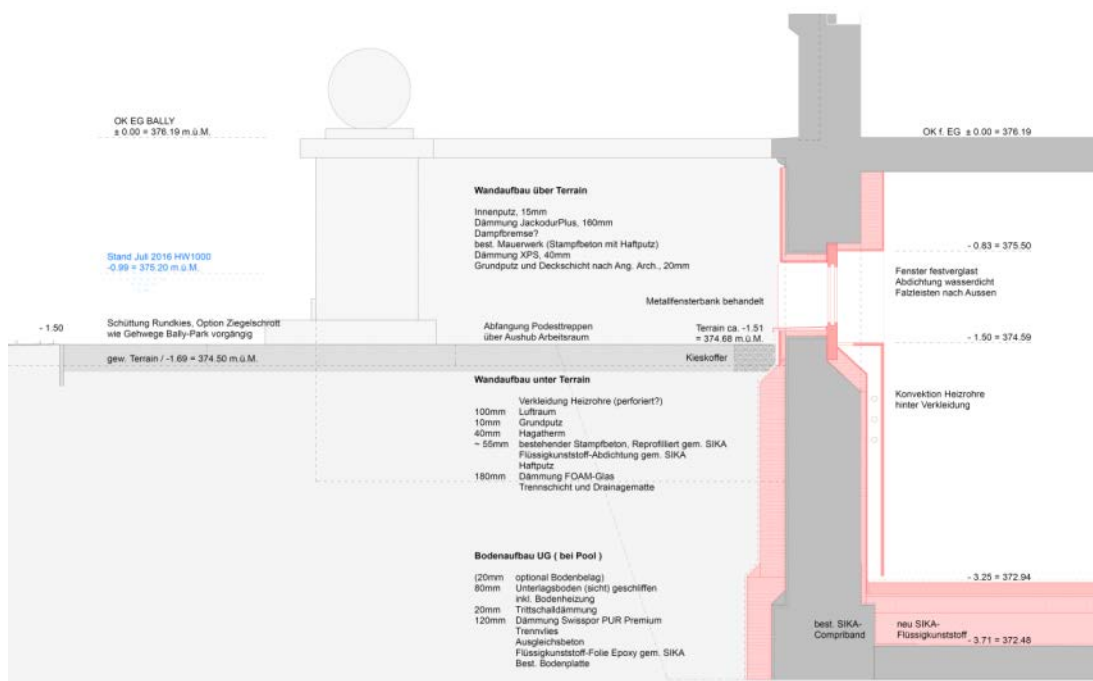 OK EG BALLY
± 0.00 = 376.19 m.ü.M.
OK f. EG ± 0.00 = 376.19
Wandaufbau über Terrain
Innenputz, 15mm
Dämmung JackodurPlus, 160mm
Dampfbremse?
best. Mauerwerk (Stampfbeton mit Haftputz)
Dämmung XPS, 40mm
Grundputz und Deckschicht nach Ang. Arch., 20mm
- 0.83 = 375.50
Stand Juli 2016 HW1000
-0.99 = 375.20 m.ü.M.
Fenster festverglast
Abdichtung wasserdicht
Falzleisten nach Aussen
Metallfensterbank behandelt
- 1.50
Schüttung Rundkies, Option Ziegelschrott
wie Gehwege Bally-Park vorgängig
Abfangung Podesttreppen
über Aushub Arbeitsraum
Terrain ca. -1.51
= 374.68 m.ü.M.
- 1.50 = 374.59
gew. Terrain / -1.69 = 374.50 m.ü.M.
Kieskoffer
Wandaufbau unter Terrain
Verkleidung Heizrohre (perforiert?)
100mm Luftraum
10mm Grundputz
40mm Hagatherm
~ 55mm bestehender Stampfbeton, Reprofilliert gem. SIKA
Flüssigkunststoff-Abdichtung gem. SIKA
Haftputz
180mm Dämmung FOAM-Glas
Trennschicht und Drainagematte
Konvektion Heizrohre
hinter Verkleidung
Bodenaufbau UG ( bei Pool )
(20mm optional Bodenbelag)
80mm Unterlagsboden (sicht) geschliffen
inkl. Bodenheizung
20mm Trittschalldämmung
120mm Dämmung Swisspor PUR Premium
Trennvlies
Ausgleichsbeton
Flüssigkunststoff-Folie Epoxy gem. SIKA
Best. Bodenplatte
- 3.25 = 372.94
best. SIKA-
Compriband
neu SIKA-
Flüssigkunststoff
- 3.71 = 372.48